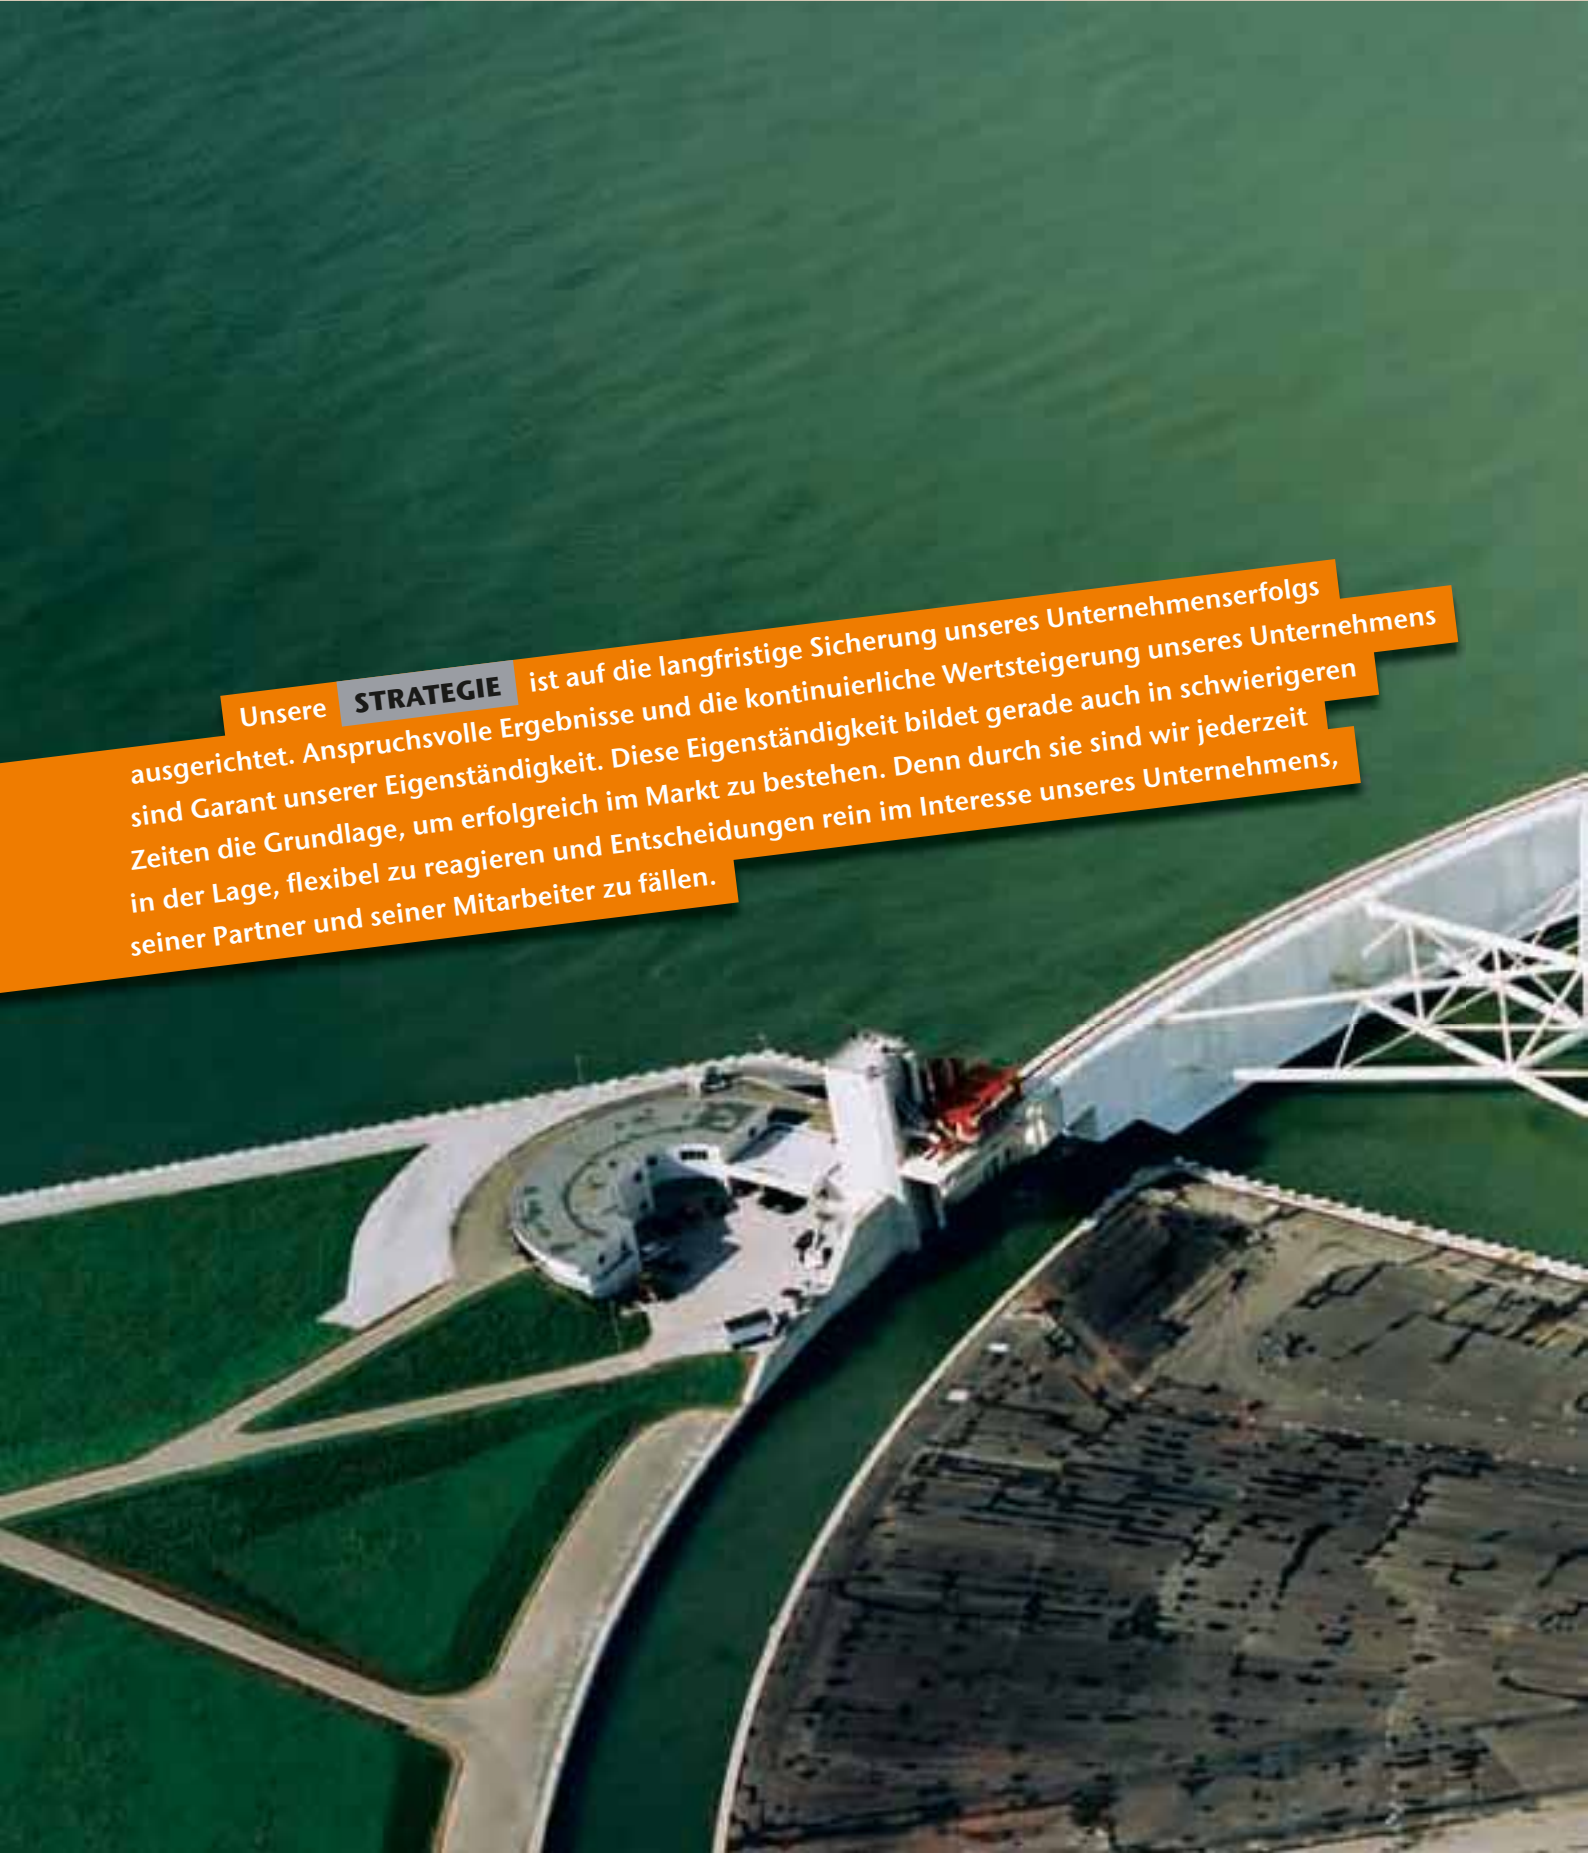 Unsere STRATEGIE ist auf die langfristige Sicherung unseres Unternehmenserfolgs
ausgerichtet. Anspruchsvolle Ergebnisse und die kontinuierliche Wertsteigerung unseres Unternehmens
sind Garant unserer Eigenständigkeit. Diese Eigenständigkeit bildet gerade auch in schwierigeren
Zeiten die Grundlage, um erfolgreich im Markt zu bestehen. Denn durch sie sind wir jederzeit
in der Lage, flexibel zu reagieren und Entscheidungen rein im Interesse unseres Unternehmens,
seiner Partner und seiner Mitarbeiter zu fällen.